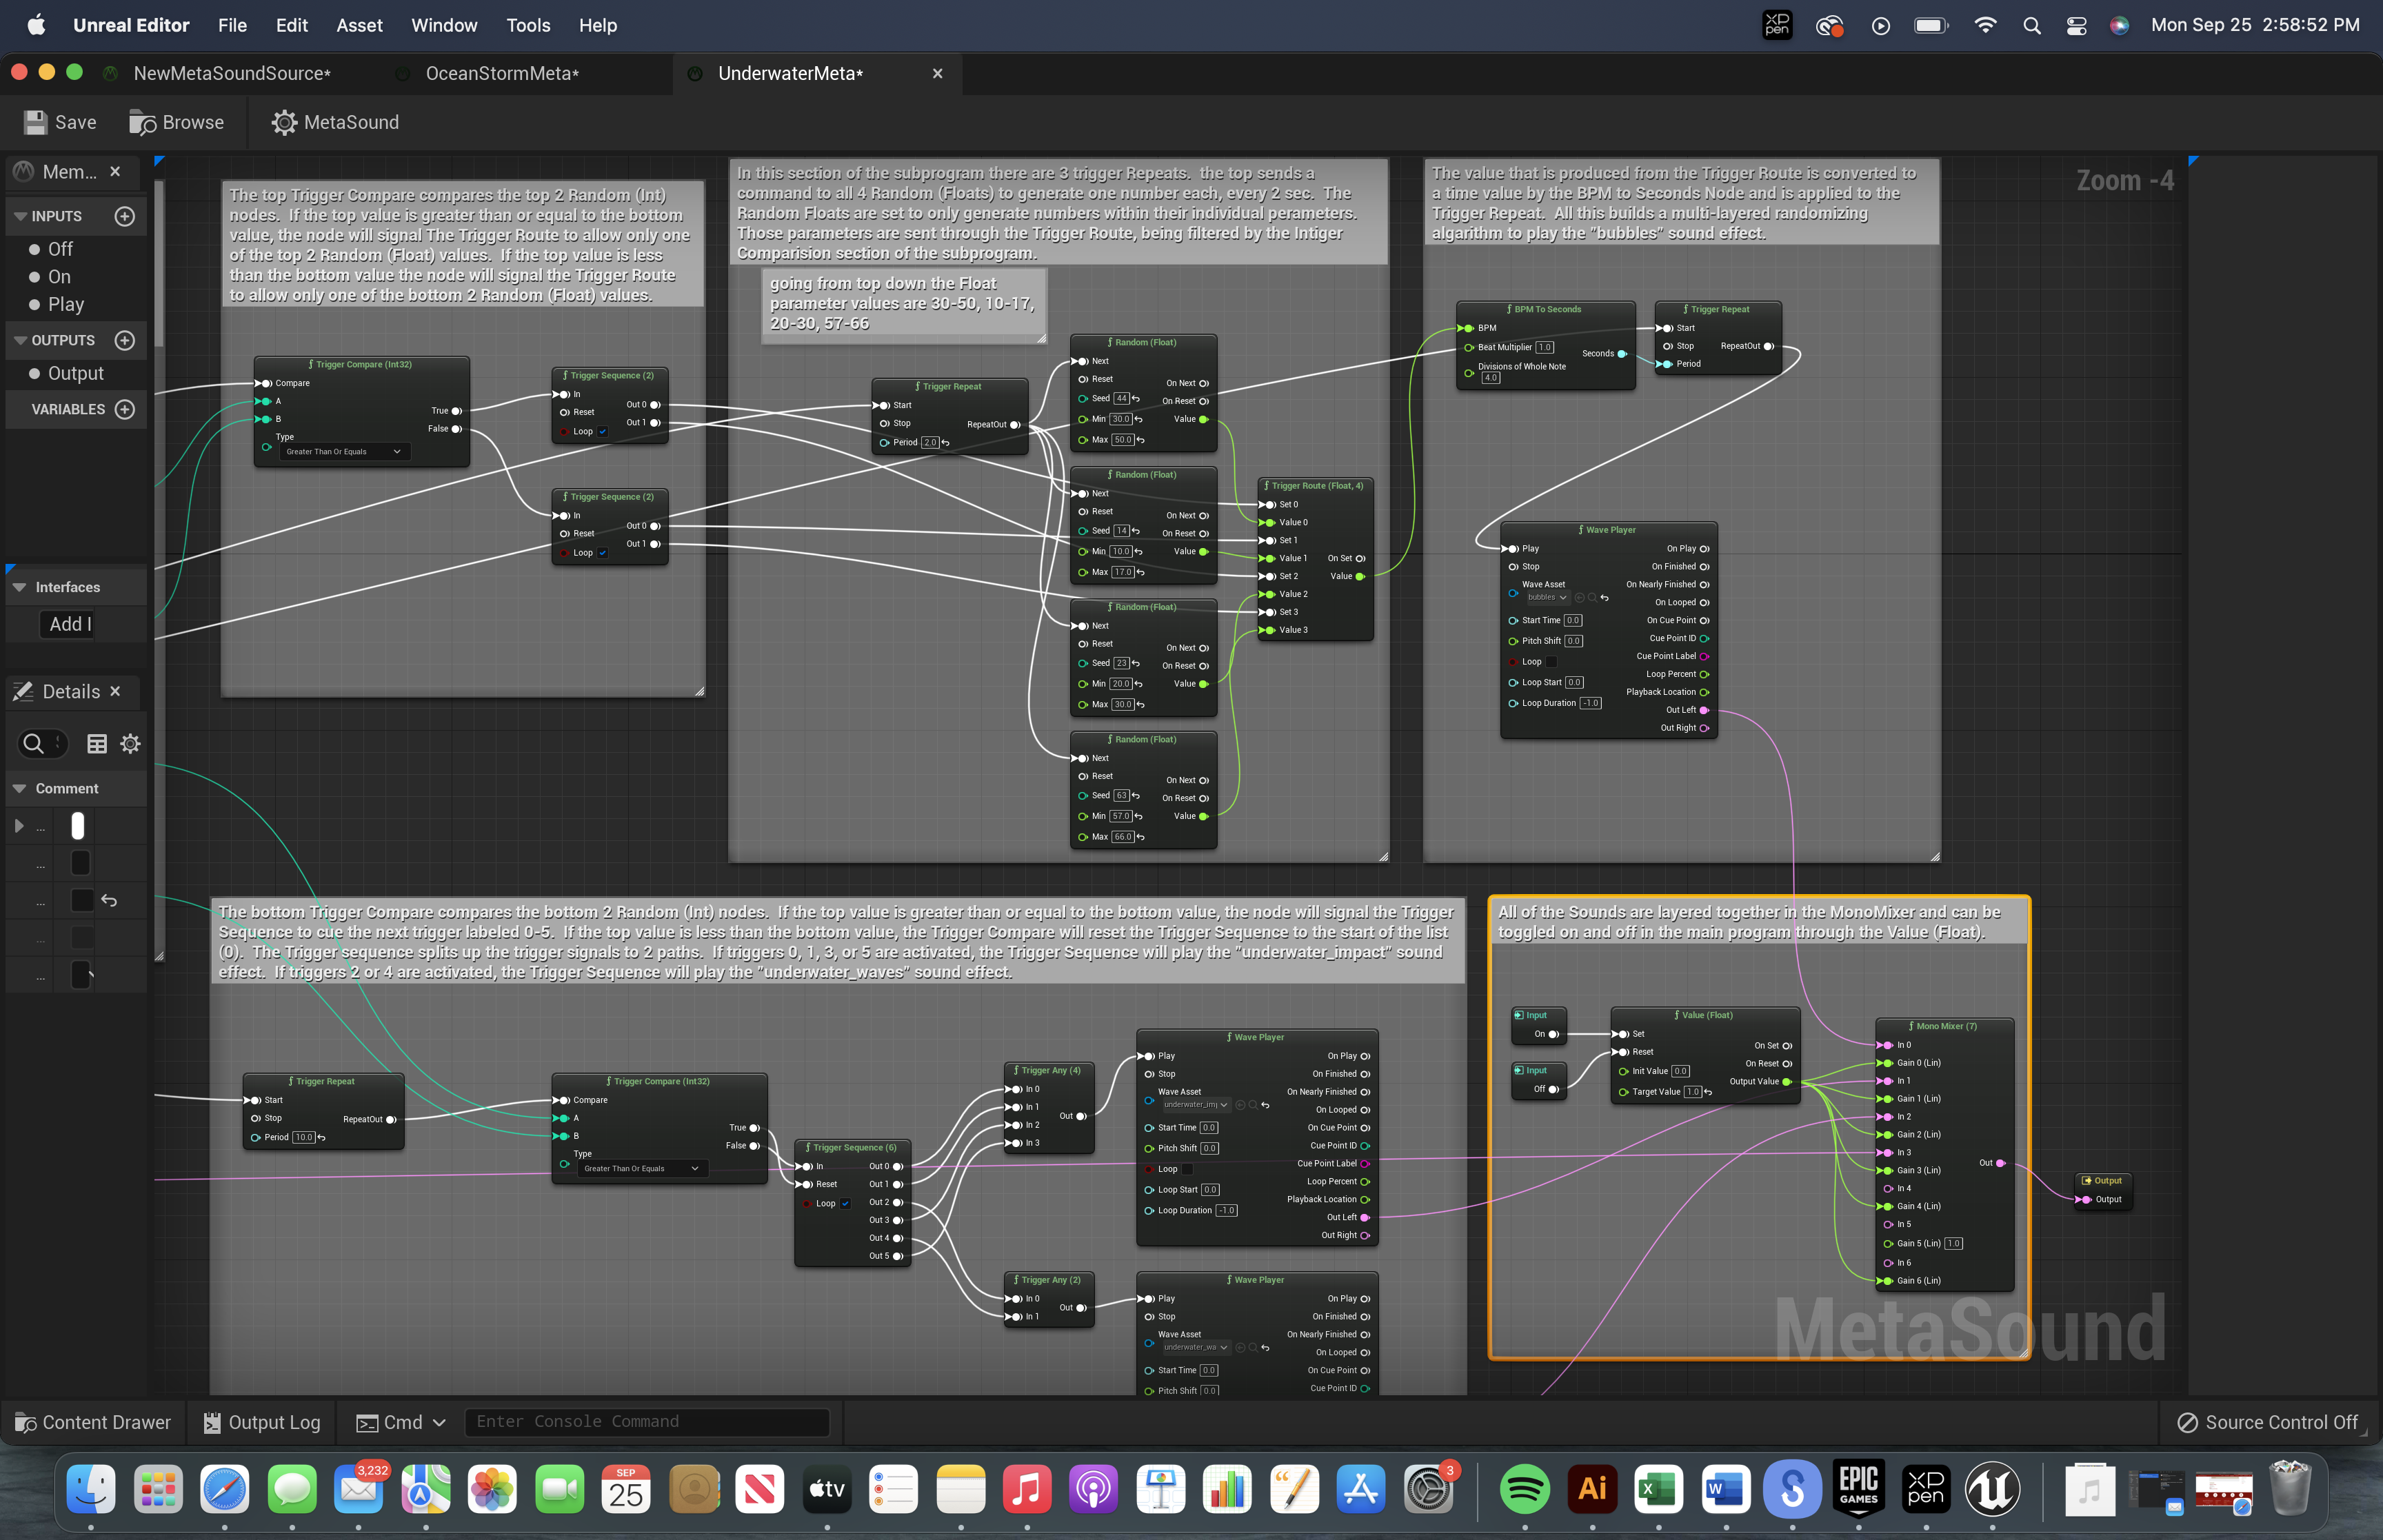 Unreal Editor File Edit Asset Window Tools Help
XP pen
Mon Sep 25 2:58:52 PM
NewMetaSoundSource*
OceanStormMeta*
UnderwaterMeta*
Save
Browse
MetaSound
Mem...
INPUTS
Off
On
Play
OUTPUTS
Output
VARIABLES
Interfaces
Add I
Details
Comment
...
...
...
...
...
Zoom -4
The top Trigger Compare compares the top 2 Random (Int)
nodes. If the top value is greater than or equal to the bottom
value, the node will signal The Trigger Route to allow only one
of the top 2 Random (Float) values. If the top value is less
than the bottom value the node will signal the Trigger Route
to allow only one of the bottom 2 Random (Float) values.
Trigger Compare (Int32)
Compare
A
B
Type
Greater Than Or Equals
True
False
Trigger Sequence (2)
In
Reset
Loop
Out 0
Out 1
Trigger Sequence (2)
In
Reset
Loop
Out 0
Out 1
In this section of the subprogram there are 3 trigger Repeats. the top sends a
command to all 4 Random (Floats) to generate one number each, every 2 sec. The
Random Floats are set to only generate numbers within their individual perameters.
Those parameters are sent through the Trigger Route, being filtered by the Intiger
Comparision section of the subprogram.
going from top down the Float
parameter values are 30-50, 10-17,
20-30, 57-66
Trigger Repeat
Start
Stop
Period 2.0
RepeatOut
Random (Float)
Next
Reset
Seed 44
Min 30.0
Max 50.0
On Next
On Reset
Value
Random (Float)
Next
Reset
Seed 14
Min 10.0
Max 17.0
On Next
On Reset
Value
Random (Float)
Next
Reset
Seed 23
Min 20.0
Max 30.0
On Next
On Reset
Value
Random (Float)
Next
Reset
Seed 63
Min 57.0
Max 66.0
On Next
On Reset
Value
Trigger Route (Float, 4)
Set 0
Value 0
Set 1
Value 1
Set 2
Value 2
Set 3
Value 3
On Set
Value
The value that is produced from the Trigger Route is converted to
a time value by the BPM to Seconds Node and is applied to the
Trigger Repeat. All this builds a multi-layered randomizing
algarithm to play the "bubbles" sound effect.
BPM To Seconds
BPM
Beat Multiplier 1.0
Divisions of Whole Note
4.0
Seconds
Trigger Repeat
Start
Stop
Period
RepeatOut
Wave Player
Play
Stop
Wave Asset
bubbles
Start Time 0.0
Pitch Shift 0.0
Loop
Loop Start 0.0
Loop Duration -1.0
On Play
On Finished
On Nearly Finished
On Looped
On Cue Point
Cue Point ID
Cue Point Label
Loop Percent
Playback Location
Out Left
Out Right
The bottom Trigger Compare compares the bottom 2 Random (Int) nodes. If the top value is greater than or equal to the bottom value, the node will signal the Trigger
Sequence to cue the next trigger labeled 0-5. If the top value is less than the bottom value, the Trigger Compare will reset the Trigger Sequence to the start of the list
(0). The Trigger sequence splits up the trigger signals to 2 paths. If triggers 0, 1, 3, or 5 are activated, the Trigger Sequence will play the "underwater_impact" sound
effect. If triggers 2 or 4 are activated, the Trigger Sequence will play the "underwater_waves" sound effect.
Trigger Repeat
Start
Stop
Period 10.0
RepeatOut
Trigger Compare (Int32)
Compare
A
B
Type
Greater Than Or Equals
True
False
Trigger Sequence (6)
In
Reset
Loop
Out 0
Out 1
Out 2
Out 3
Out 4
Out 5
Trigger Any (4)
In 0
In 1
In 2
In 3
Out
Trigger Any (2)
In 0
In 1
Out
Wave Player
Play
Stop
Wave Asset
underwater_imp
Start Time 0.0
Pitch Shift 0.0
Loop
Loop Start 0.0
Loop Duration -1.0
On Play
On Finished
On Nearly Finished
On Looped
On Cue Point
Cue Point ID
Cue Point Label
Loop Percent
Playback Location
Out Left
Out Right
Wave Player
Play
Stop
Wave Asset
underwater_wa
Start Time 0.0
Pitch Shift 0.0
On Play
On Finished
On Nearly Finished
On Looped
On Cue Point
Cue Point ID
All of the Sounds are layered together in the MonoMixer and can be
toggled on and off in the main program through the Value (Float).
Input
On
Input
Off
Value (Float)
Set
Reset
Init Value 0.0
Target Value 1.0
On Set
On Reset
Output Value
Mono Mixer (7)
In 0
Gain 0 (Lin)
In 1
Gain 1 (Lin)
In 2
Gain 2 (Lin)
In 3
Gain 3 (Lin)
In 4
Gain 4 (Lin)
In 5
Gain 5 (Lin) 1.0
In 6
Gain 6 (Lin)
Out
Output
Output
MetaSound
Content Drawer
Output Log
Cmd
Enter Console Command
Source Control Off
3,232
SEP
25
tv
3
Ai
X
W
EPIC
GAMES
XP
pen